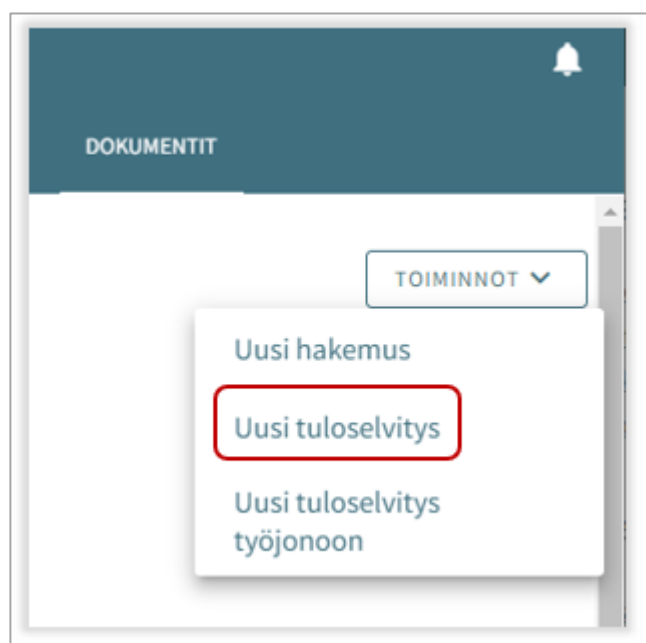 DOKUMENTIT
TOIMINNOT
Uusi hakemus
Uusi tuloselvitys
Uusi tuloselvitys
työjonoon